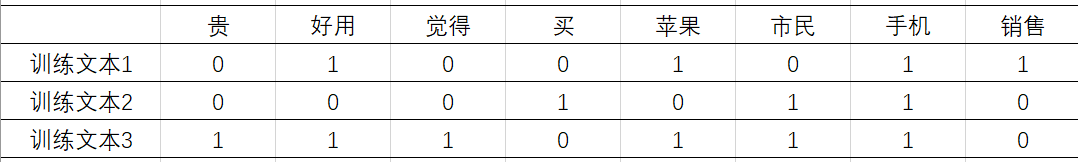 贵 好用 觉得 买 苹果 市民 手机 销售
训练文本1 0 1 0 0 1 0 1 1
训练文本2 0 0 0 1 0 1 1 0
训练文本3 1 1 1 0 1 1 1 0